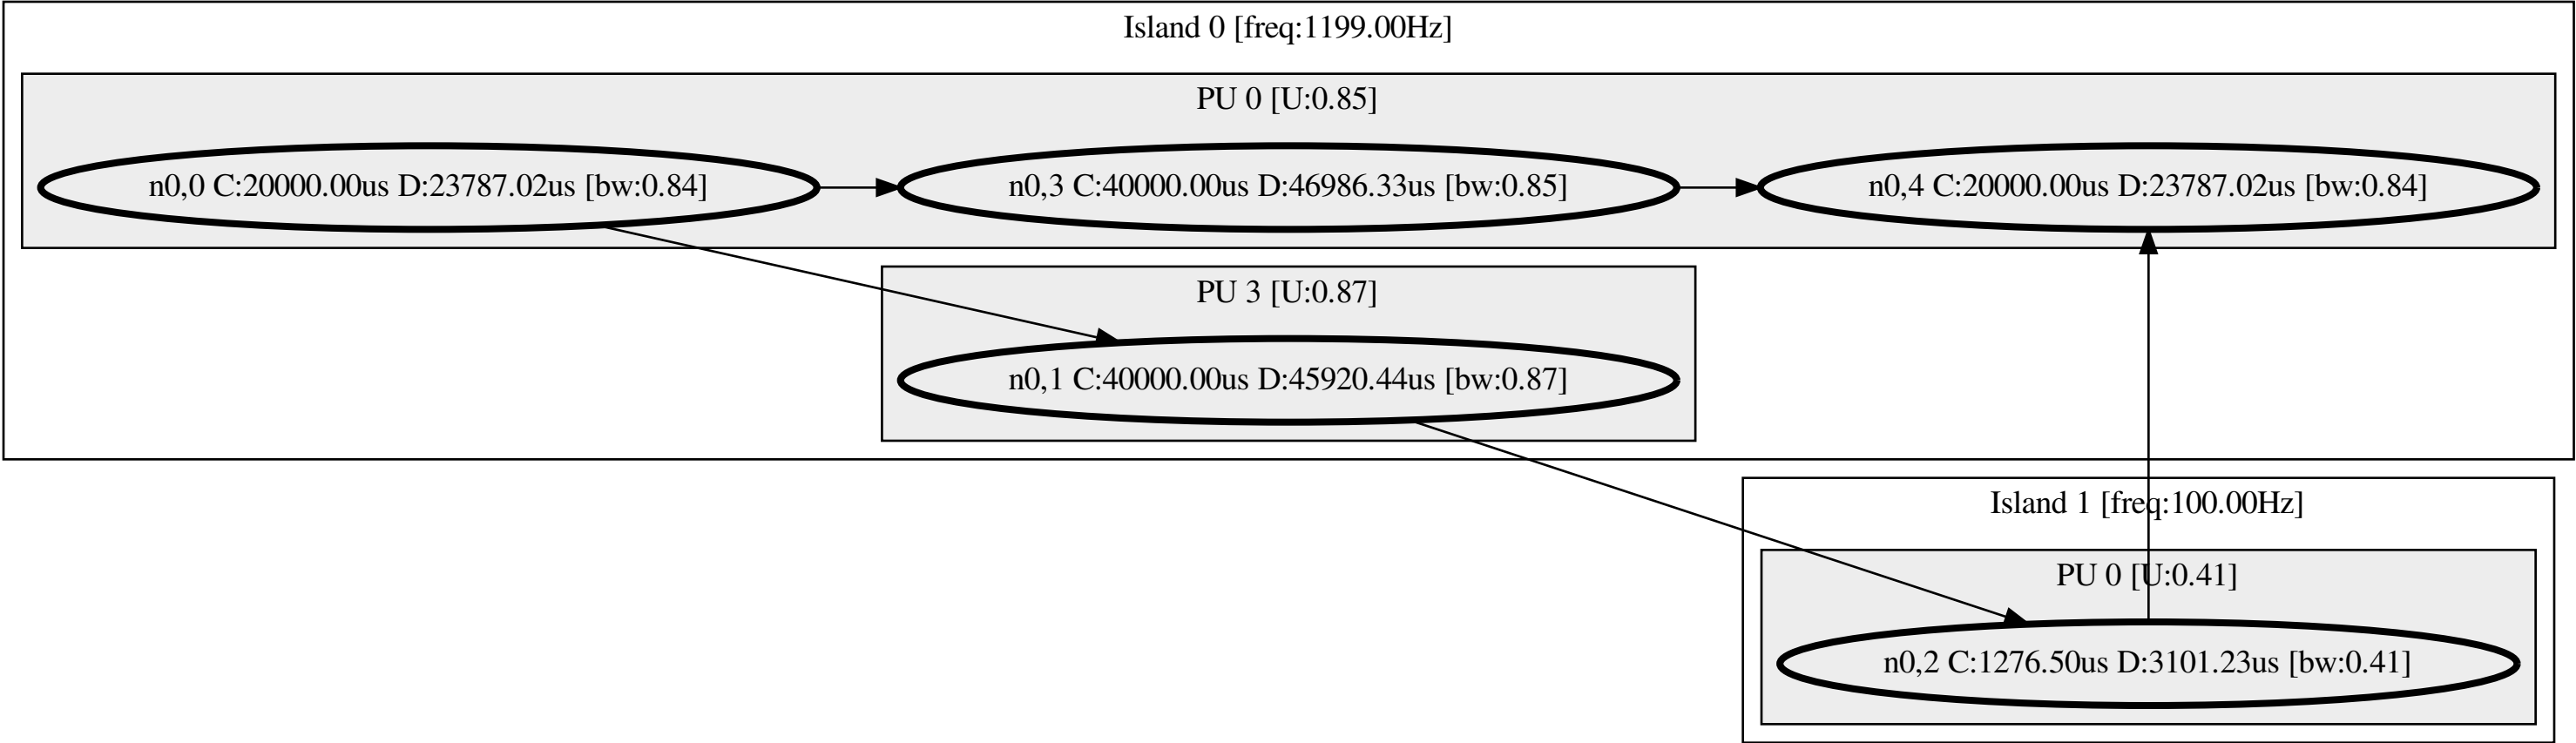 Island 0 [freq:1199.00Hz]
PU 0 [U:0.85]
n0,0 C:20000.00us D:23787.02us [bw:0.84]
n0,3 C:40000.00us D:46986.33us [bw:0.85]
n0,4 C:20000.00us D:23787.02us [bw:0.84]
PU 3 [U:0.87]
n0,1 C:40000.00us D:45920.44us [bw:0.87]
Island 1 [freq:100.00Hz]
PU 0 [U:0.41]
n0,2 C:1276.50us D:3101.23us [bw:0.41]